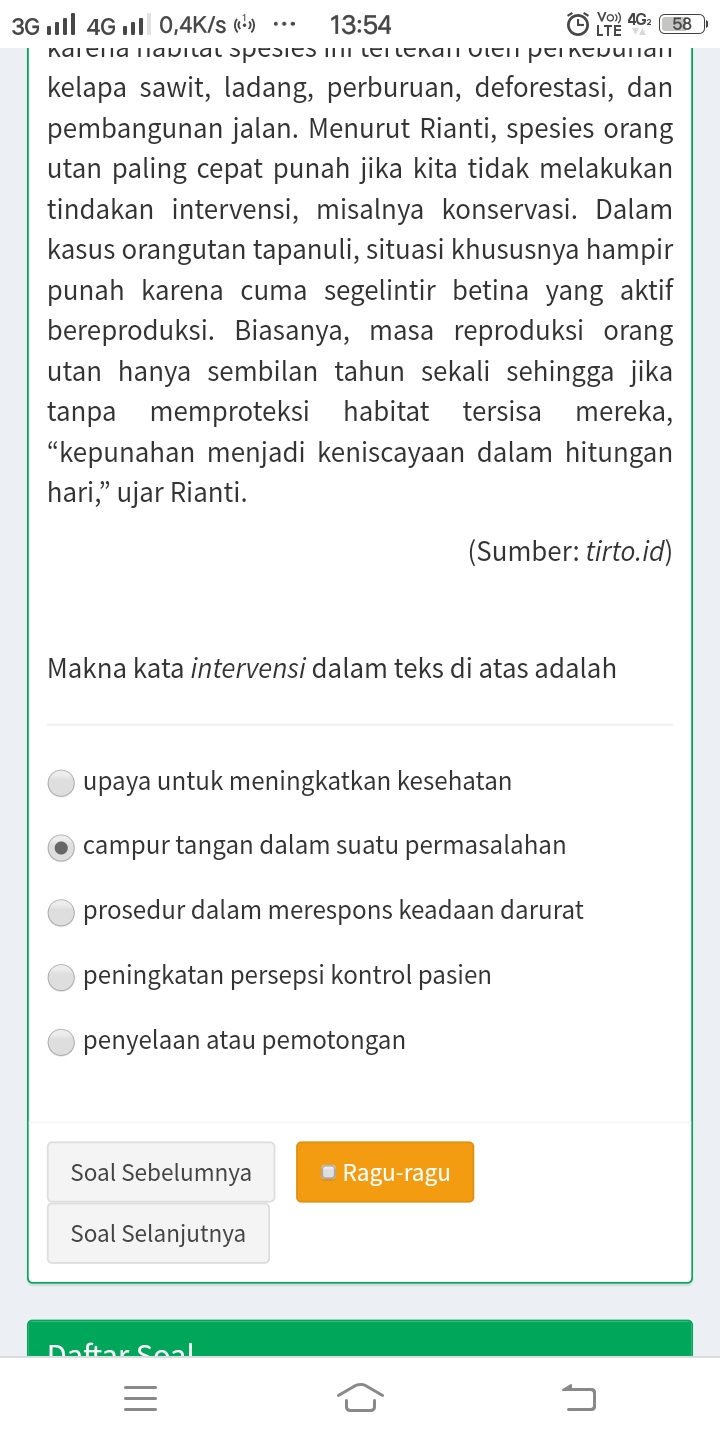 3G 4G 0,4K/s ... 13:54 Vo)) LTE 4G2 58
karena habitat spesies ini tertekan oleh perkebunan
kelapa sawit, ladang, perburuan, deforestasi, dan
pembangunan jalan. Menurut Rianti, spesies orang
utan paling cepat punah jika kita tidak melakukan
tindakan intervensi, misalnya konservasi. Dalam
kasus orangutan tapanuli, situasi khususnya hampir
punah karena cuma segelintir betina yang aktif
bereproduksi. Biasanya, masa reproduksi orang
utan hanya sembilan tahun sekali sehingga jika
tanpa memproteksi habitat tersisa mereka,
“kepunahan menjadi keniscayaan dalam hitungan
hari,” ujar Rianti.
(Sumber: tirto.id)
Makna kata intervensi dalam teks di atas adalah
upaya untuk meningkatkan kesehatan
campur tangan dalam suatu permasalahan
prosedur dalam merespons keadaan darurat
peningkatan persepsi kontrol pasien
penyelaan atau pemotongan
Soal Sebelumnya
Ragu-ragu
Soal Selanjutnya
Daftar Soal